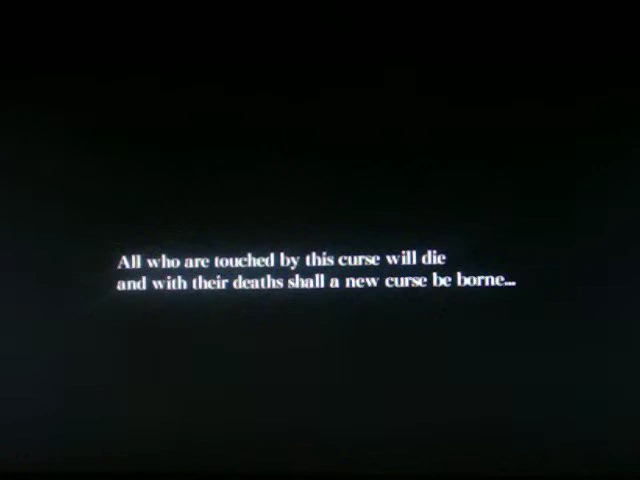 All who are touched by this curse will die
and with their deaths shall a new curse be borne...